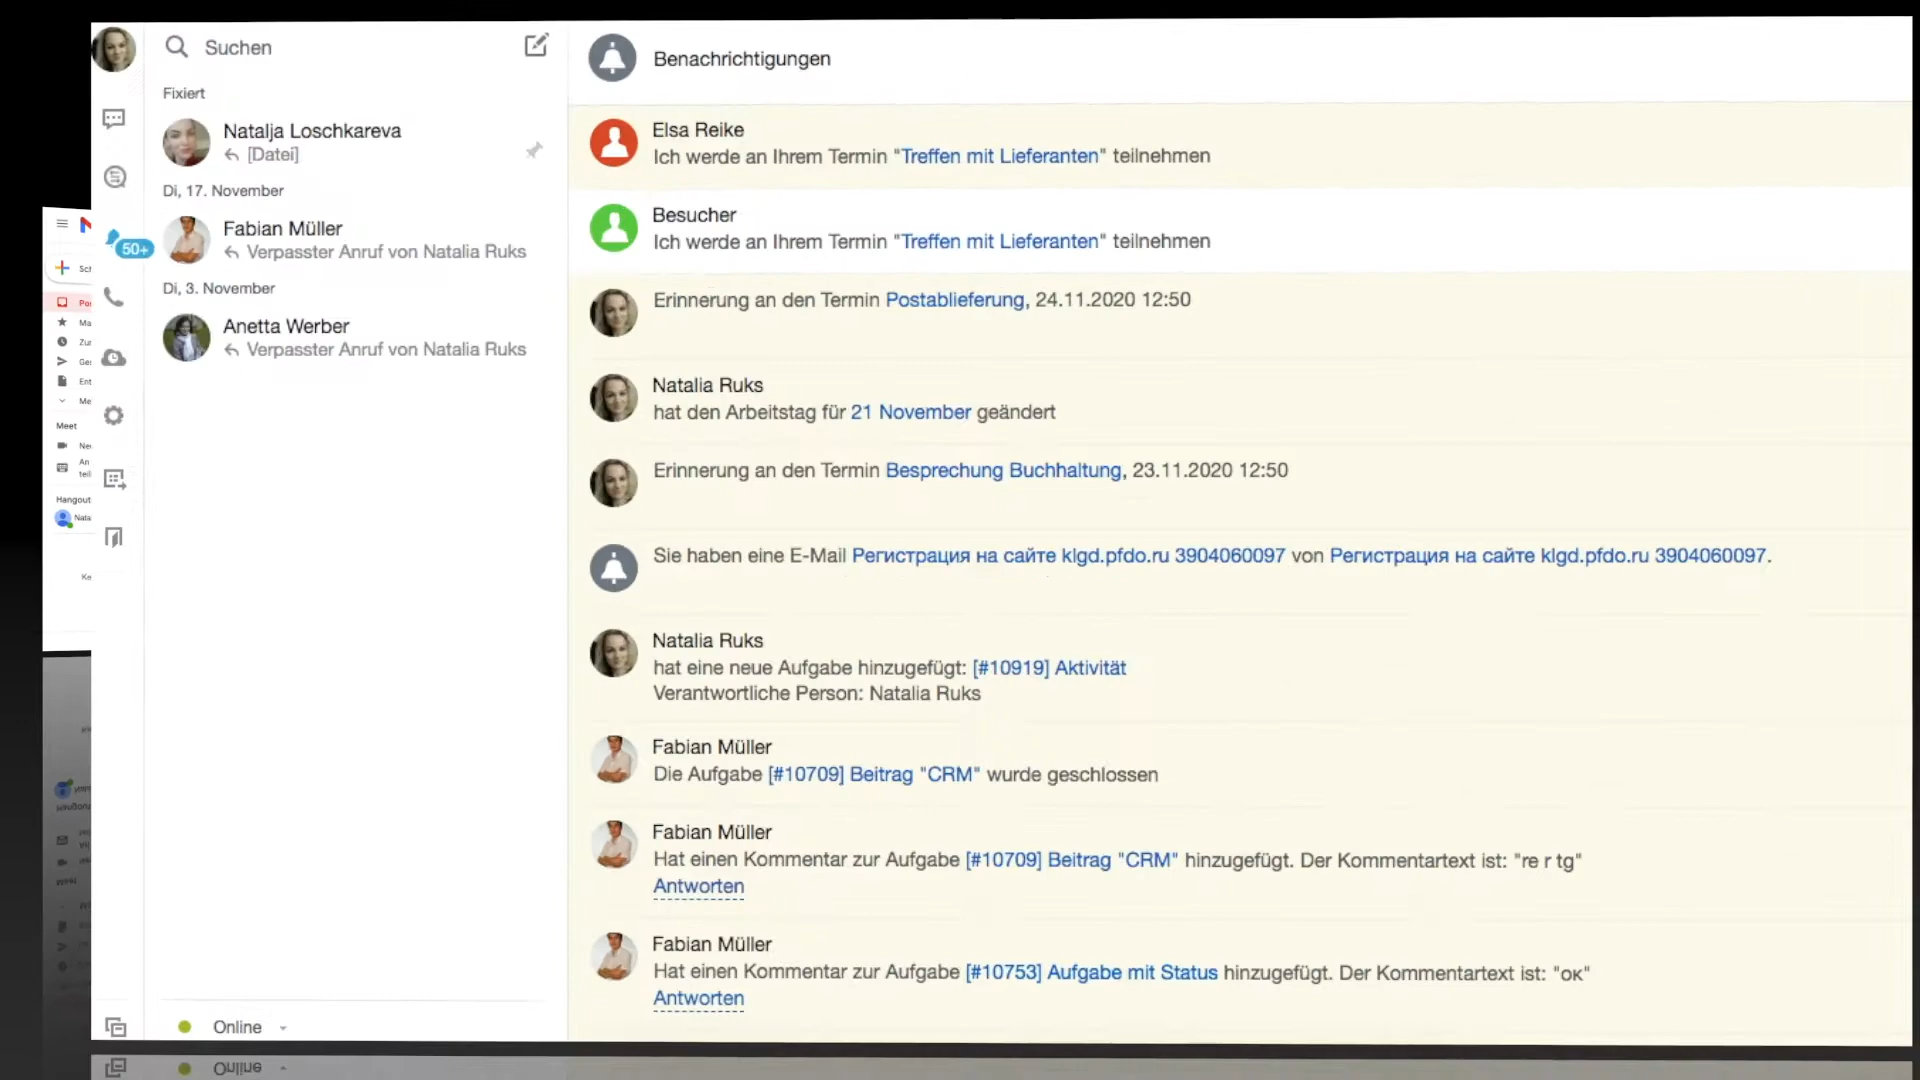 Suchen
Fixiert
Natalja Loschkareva
[Datei]
Di, 17. November
Fabian Müller
Verpasster Anruf von Natalia Ruks
Di, 3. November
Anetta Werber
Verpasster Anruf von Natalia Ruks
50+
Online
Benachrichtigungen
Elsa Reike
Ich werde an Ihrem Termin "Treffen mit Lieferanten" teilnehmen
Besucher
Ich werde an Ihrem Termin "Treffen mit Lieferanten" teilnehmen
Erinnerung an den Termin Postablieferung, 24.11.2020 12:50
Natalia Ruks
hat den Arbeitstag für 21 November geändert
Erinnerung an den Termin Besprechung Buchhaltung, 23.11.2020 12:50
Sie haben eine E-Mail Регистрация на сайте klgd.pfdo.ru 3904060097 von Регистрация на сайте klgd.pfdo.ru 3904060097.
Natalia Ruks
hat eine neue Aufgabe hinzugefügt: [#10919] Aktivität
Verantwortliche Person: Natalia Ruks
Fabian Müller
Die Aufgabe [#10709] Beitrag "CRM" wurde geschlossen
Fabian Müller
Hat einen Kommentar zur Aufgabe [#10709] Beitrag "CRM" hinzugefügt. Der Kommentartext ist: "re r tg"
Antworten
Fabian Müller
Hat einen Kommentar zur Aufgabe [#10753] Aufgabe mit Status hinzugefügt. Der Kommentartext ist: "ок"
Antworten
Meet
Hangout
Nata
Online